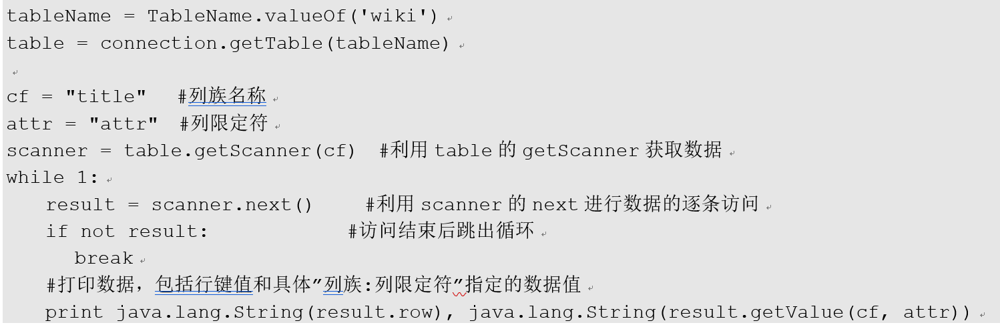 tableName = TableName.valueOf('wiki')
table = connection.getTable(tableName)
cf = "title"   #列族名称
attr = "attr"  #列限定符
scanner = table.getScanner(cf)  #利用 table 的 getScanner 获取数据
while 1:
    result = scanner.next()     #利用 scanner 的 next 进行数据的逐条访问
    if not result:            #访问结束后跳出循环
       break
    #打印数据，包括行键值和具体”列族:列限定符”指定的数据值
    print java.lang.String(result.row), java.lang.String(result.getValue(cf, attr))